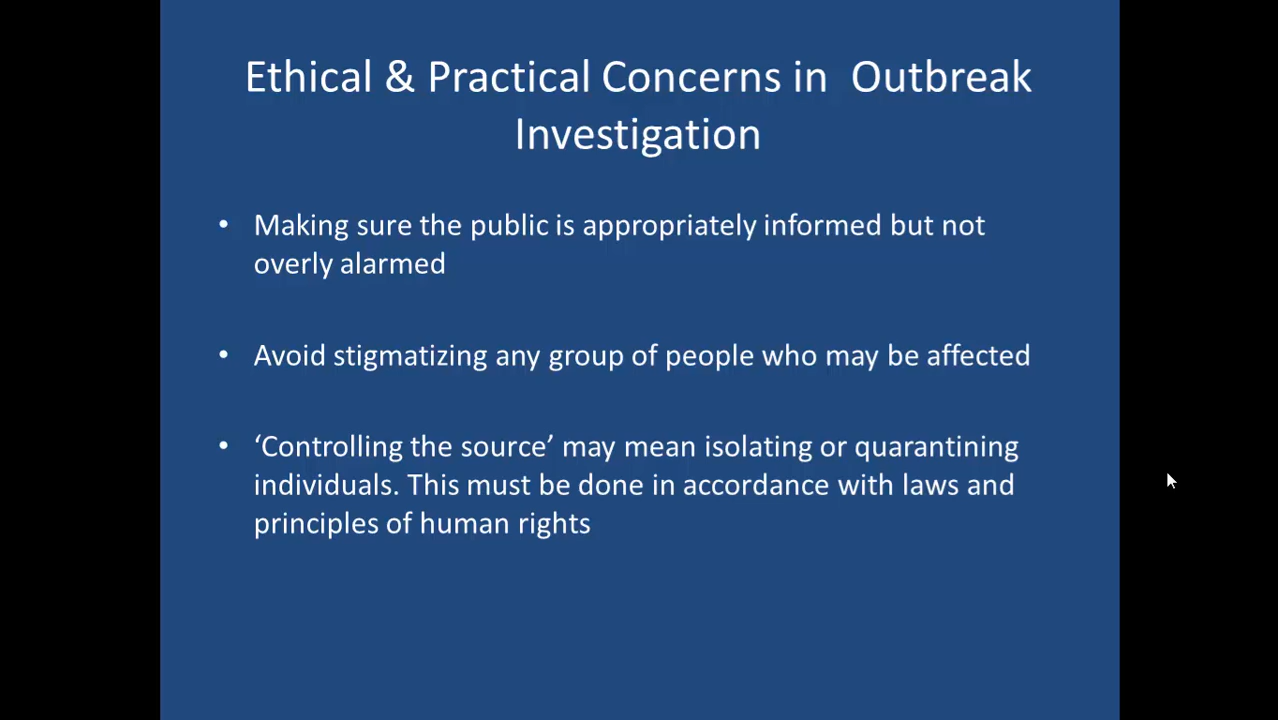 Ethical & Practical Concerns in  Outbreak
Investigation
• Making sure the public is appropriately informed but not
overly alarmed
• Avoid stigmatizing any group of people who may be affected
• ‘Controlling the source’ may mean isolating or quarantining
individuals. This must be done in accordance with laws and
principles of human rights